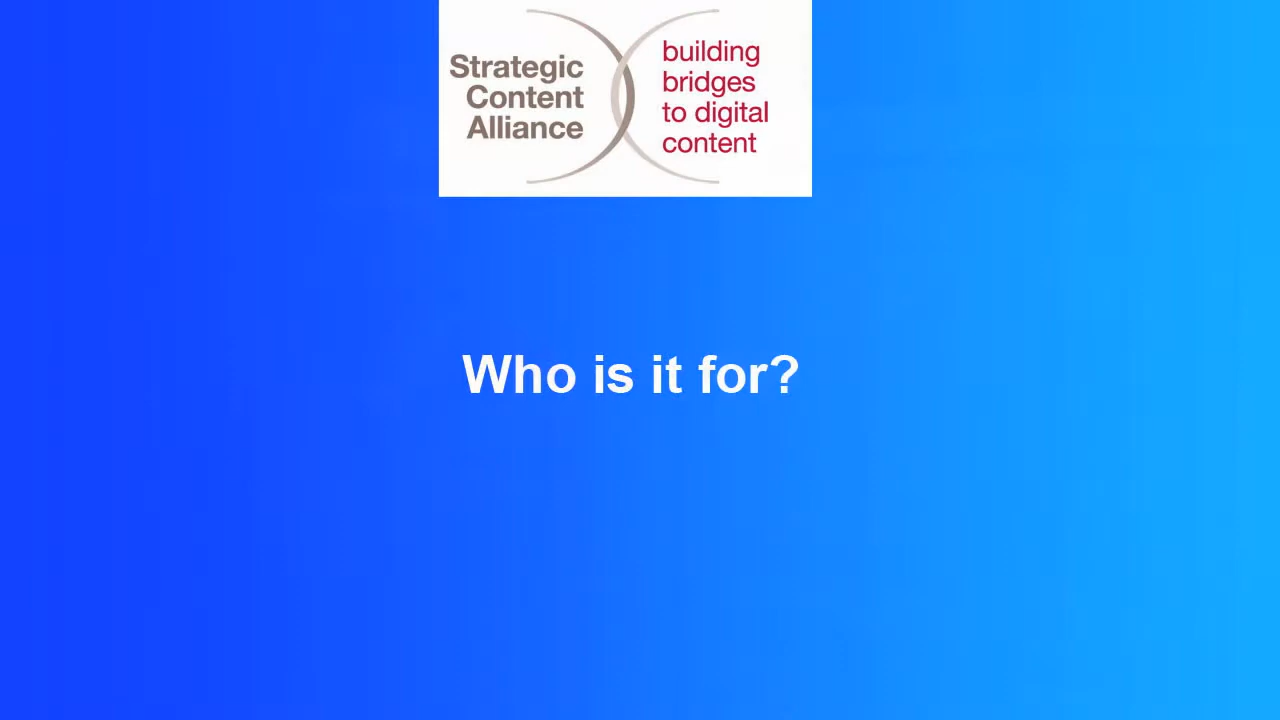 Strategic
Content
Alliance
building
bridges
to digital
content
Who is it for?